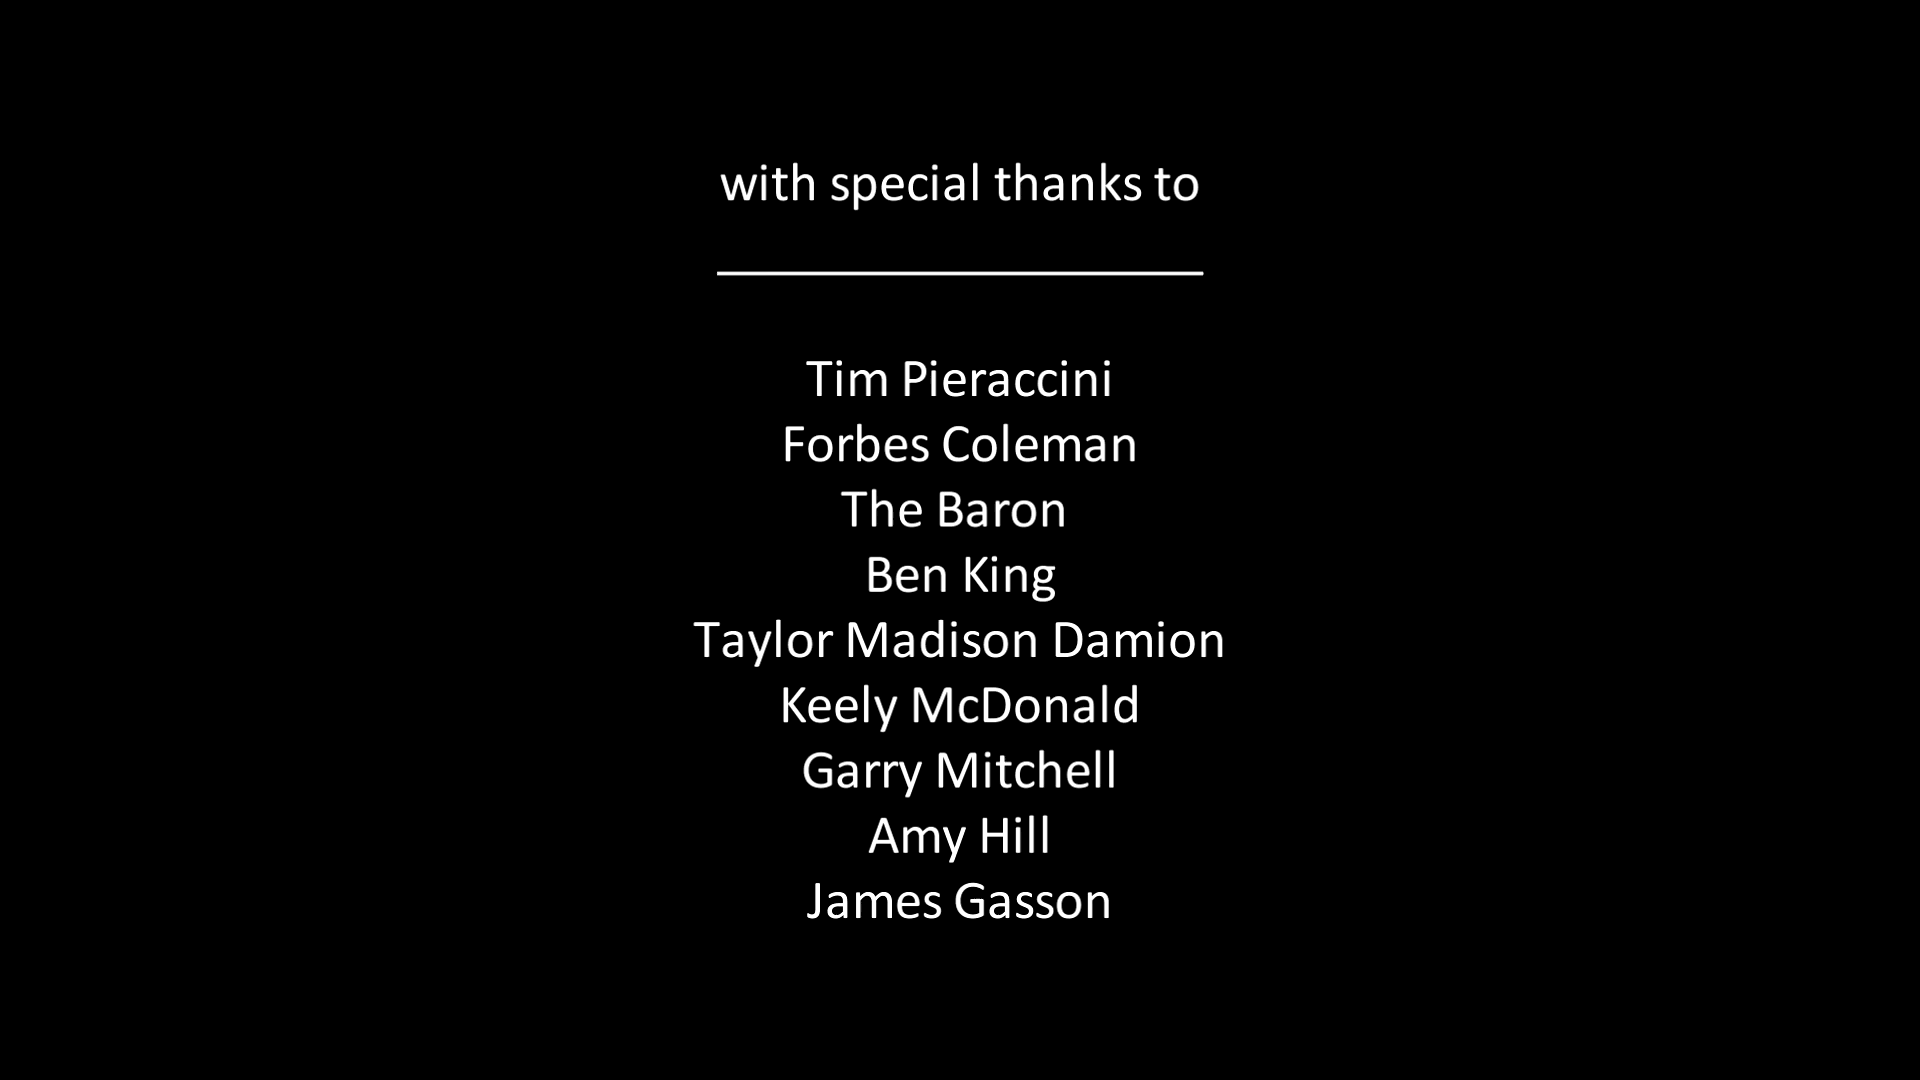 with special thanks to
Tim Pieraccini
Forbes Coleman
The Baron
Ben King
Taylor Madison Damion
Keely McDonald
Garry Mitchell
Amy Hill
James Gasson